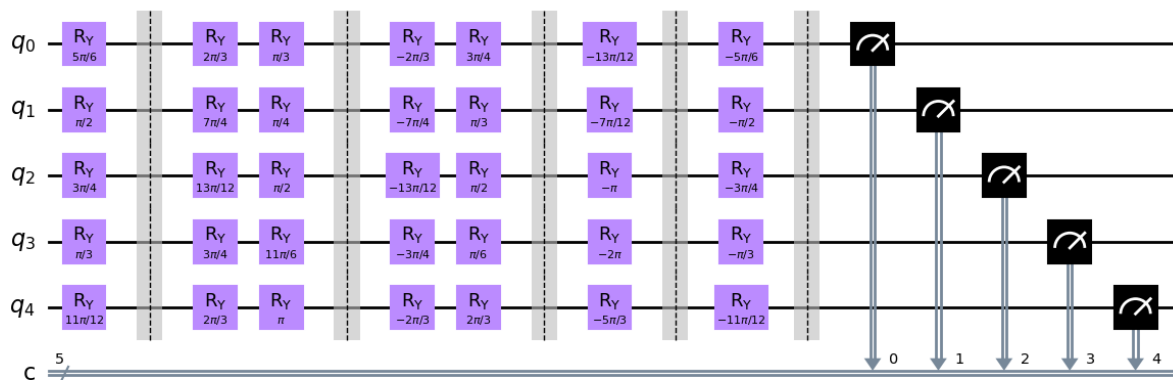 q0 RY 5π/6 RY 2π/3 RY π/3 RY −2π/3 RY 3π/4 RY −13π/12 RY −5π/6
q1 RY π/2 RY 7π/4 RY π/4 RY −7π/4 RY π/3 RY −7π/12 RY −π/2
q2 RY 3π/4 RY 13π/12 RY π/2 RY −13π/12 RY π/2 RY −π RY −3π/4
q3 RY π/3 RY 3π/4 RY 11π/6 RY −3π/4 RY π/6 RY −2π RY −π/3
q4 RY 11π/12 RY 2π/3 RY π RY −2π/3 RY 2π/3 RY −5π/3 RY −11π/12
c 5 0 1 2 3 4